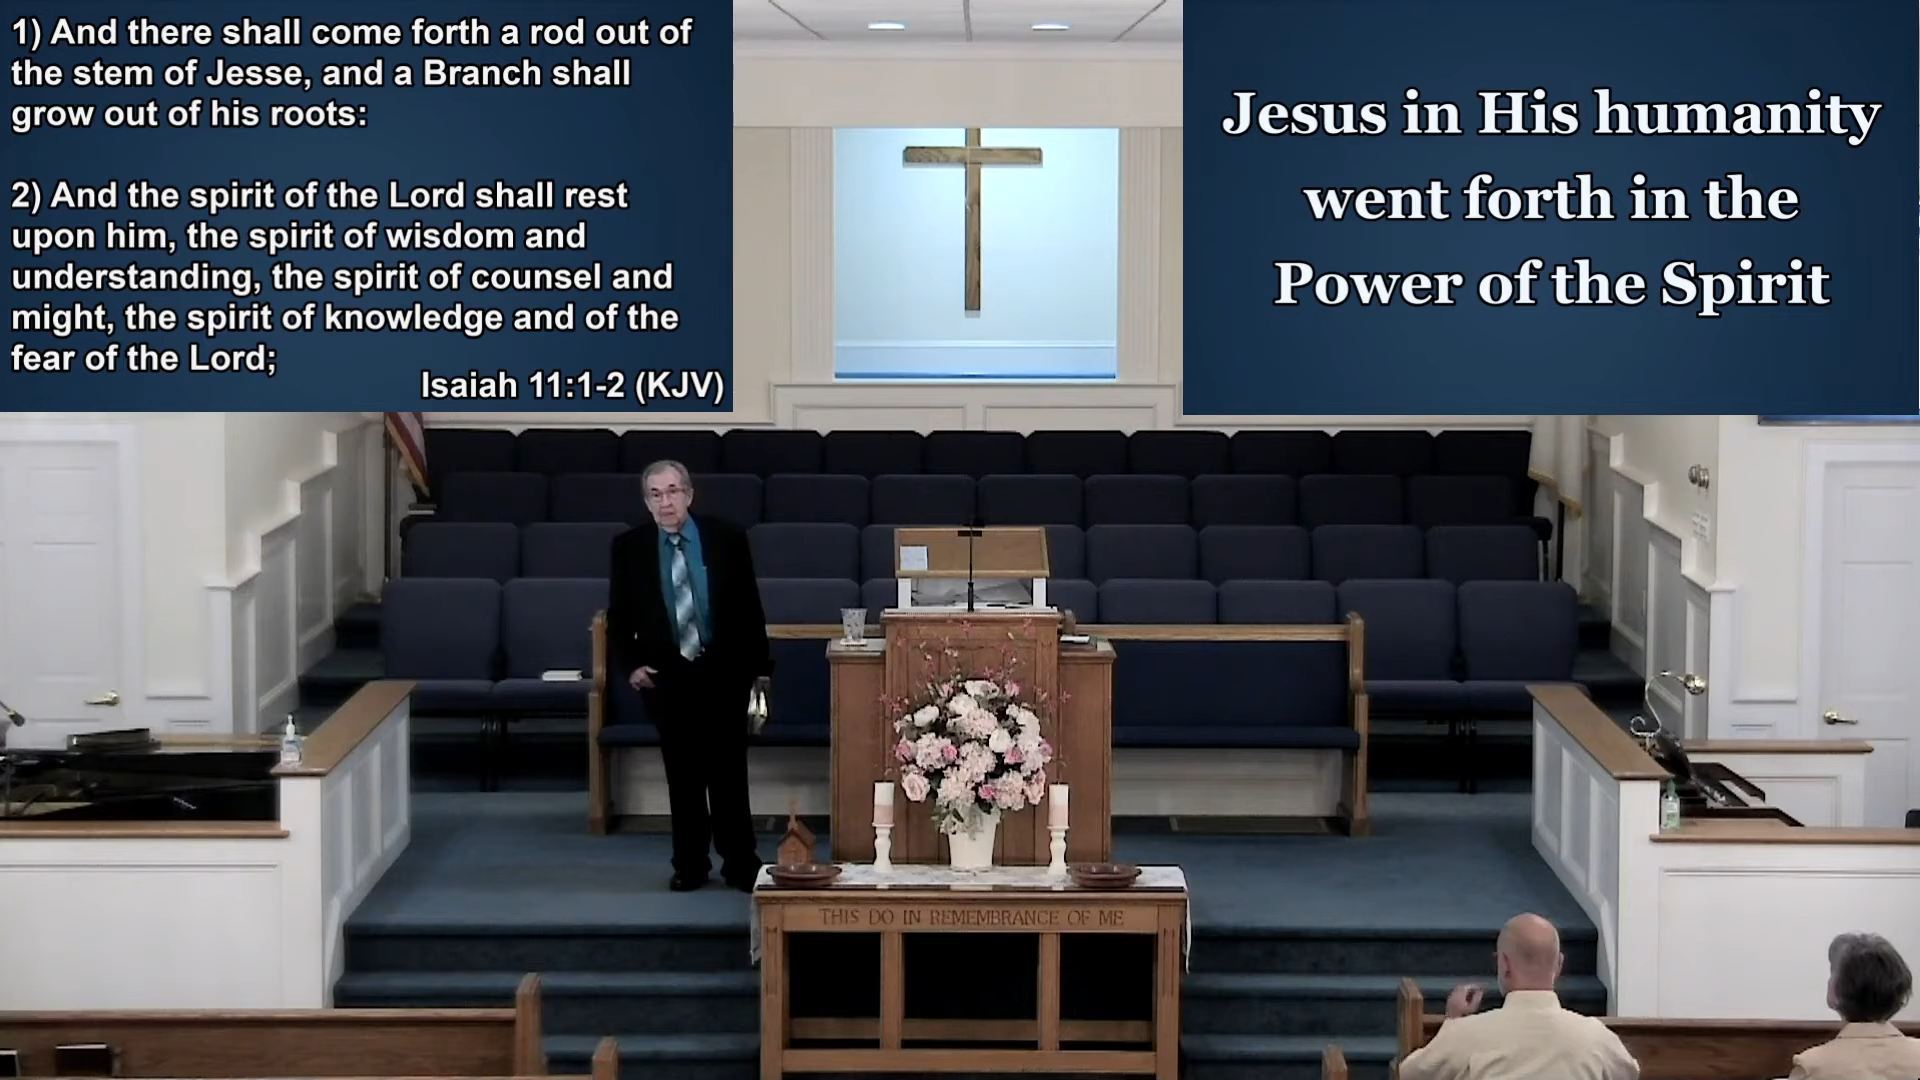 1) And there shall come forth a rod out of
the stem of Jesse, and a Branch shall
grow out of his roots:
2) And the spirit of the Lord shall rest
upon him, the spirit of wisdom and
understanding, the spirit of counsel and
might, the spirit of knowledge and of the
fear of the Lord;
Isaiah 11:1-2 (KJV)
Jesus in His humanity
went forth in the
Power of the Spirit
THIS DO IN REMEMBRANCE OF ME